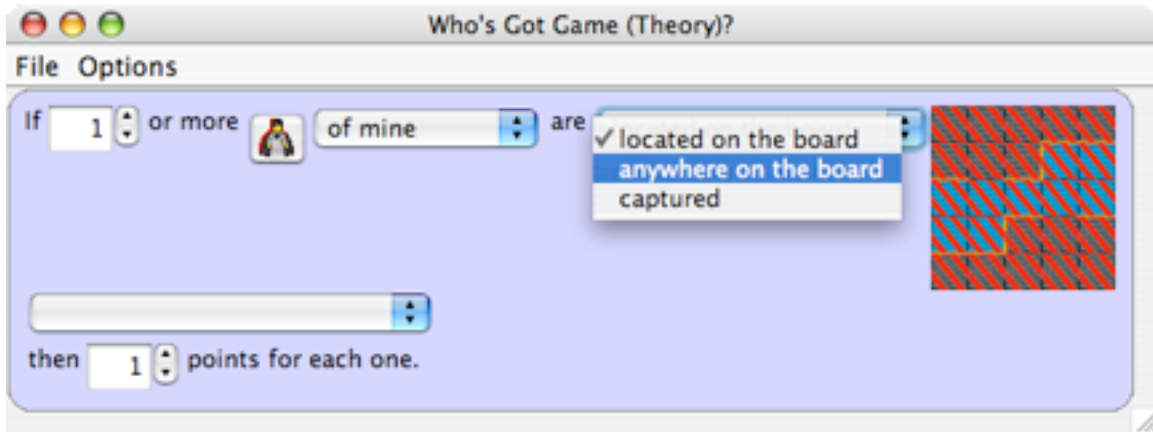 Who's Got Game (Theory)?
File Options
If 1 or more of mine are
✓ located on the board
anywhere on the board
captured
then 1 points for each one.